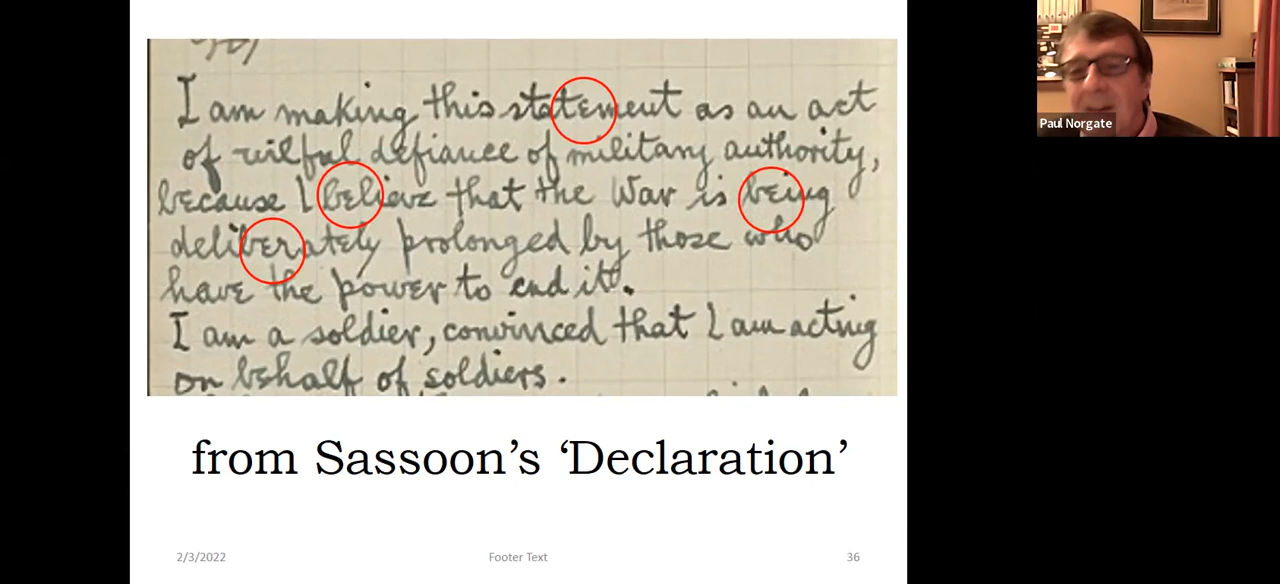 I am making this statement as an act
of wilful defiance of military authority,
because I believe that the War is being
deliberately prolonged by those who
have the power to end it.
I am a soldier, convinced that I am acting
on behalf of soldiers.
from Sassoon's ‘Declaration’
2/3/2022 Footer Text 36
Paul Norgate